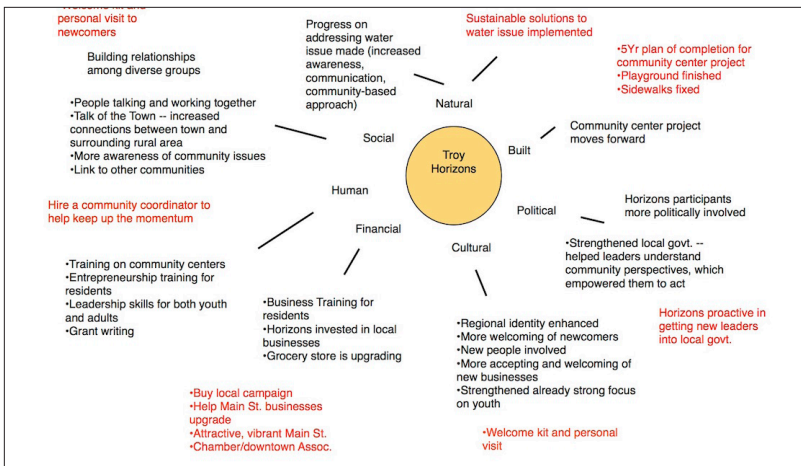 •Welcome kit and
personal visit to
newcomers
Building relationships
among diverse groups
•People talking and working together
•Talk of the Town -- increased
connections between town and
surrounding rural area
•More awareness of community issues
•Link to other communities
Progress on
addressing water
issue made (increased
awareness,
communication,
community-based
approach)
Sustainable solutions to
water issue implemented
•5Yr plan of completion for
community center project
•Playground finished
•Sidewalks fixed
Natural
Social
Troy
Horizons
Built
Community center project
moves forward
Human
Political
Horizons participants
more politically involved
Financial
Cultural
Hire a community coordinator to
help keep up the momentum
•Strengthened local govt. --
helped leaders understand
community perspectives, which
empowered them to act
•Training on community centers
•Entrepreneurship training for
residents
•Leadership skills for both youth
and adults
•Grant writing
•Business Training for
residents
•Horizons invested in local
businesses
•Grocery store is upgrading
•Regional identity enhanced
•More welcoming of newcomers
•New people involved
•More accepting and welcoming of
new businesses
•Strengthened already strong focus
on youth
Horizons proactive in
getting new leaders
into local govt.
•Buy local campaign
•Help Main St. businesses
upgrade
•Attractive, vibrant Main St.
•Chamber/downtown Assoc.
•Welcome kit and personal
visit